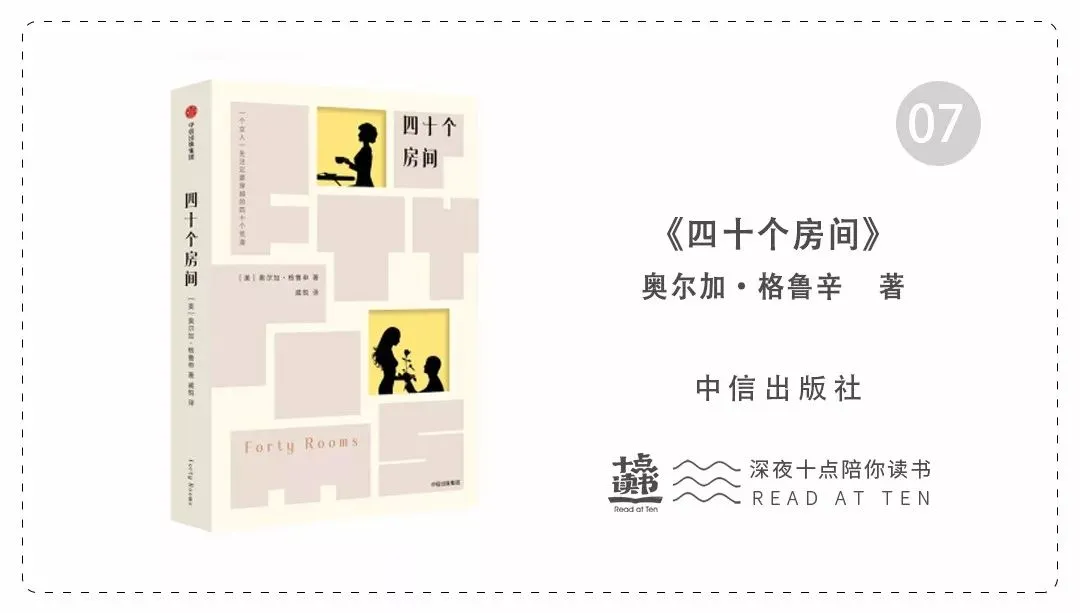 07
《四十个房间》
奥尔加·格鲁辛 著
中信出版社
十点
读书
Read at Ten
深夜十点陪你读书
READ AT TEN
中信出版集团
四十个房间
[美]奥尔加·格鲁辛 著 戚悦 译
Forty Rooms
一个女人一生注定要穿越的四十个荒漠
四十个
房间
[美]奥尔加·格鲁辛 著
戚悦 译
Forty Rooms
中信出版集团